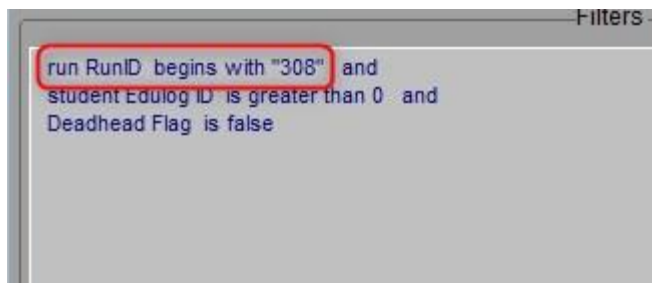 Filters
run RunID begins with "308" and
student Edulog ID is greater than 0 and
Deadhead Flag is false